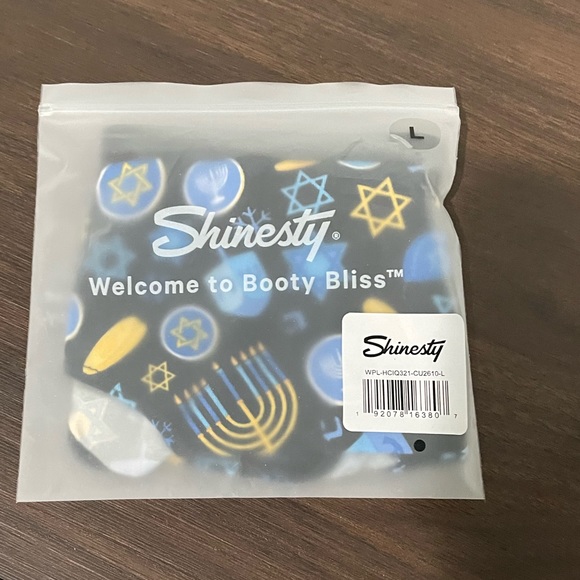 L
Shinesty®
Welcome to Booty Bliss™
Shinesty
WPL-HCIQ321-CU2610-L
1 92078 16380 7